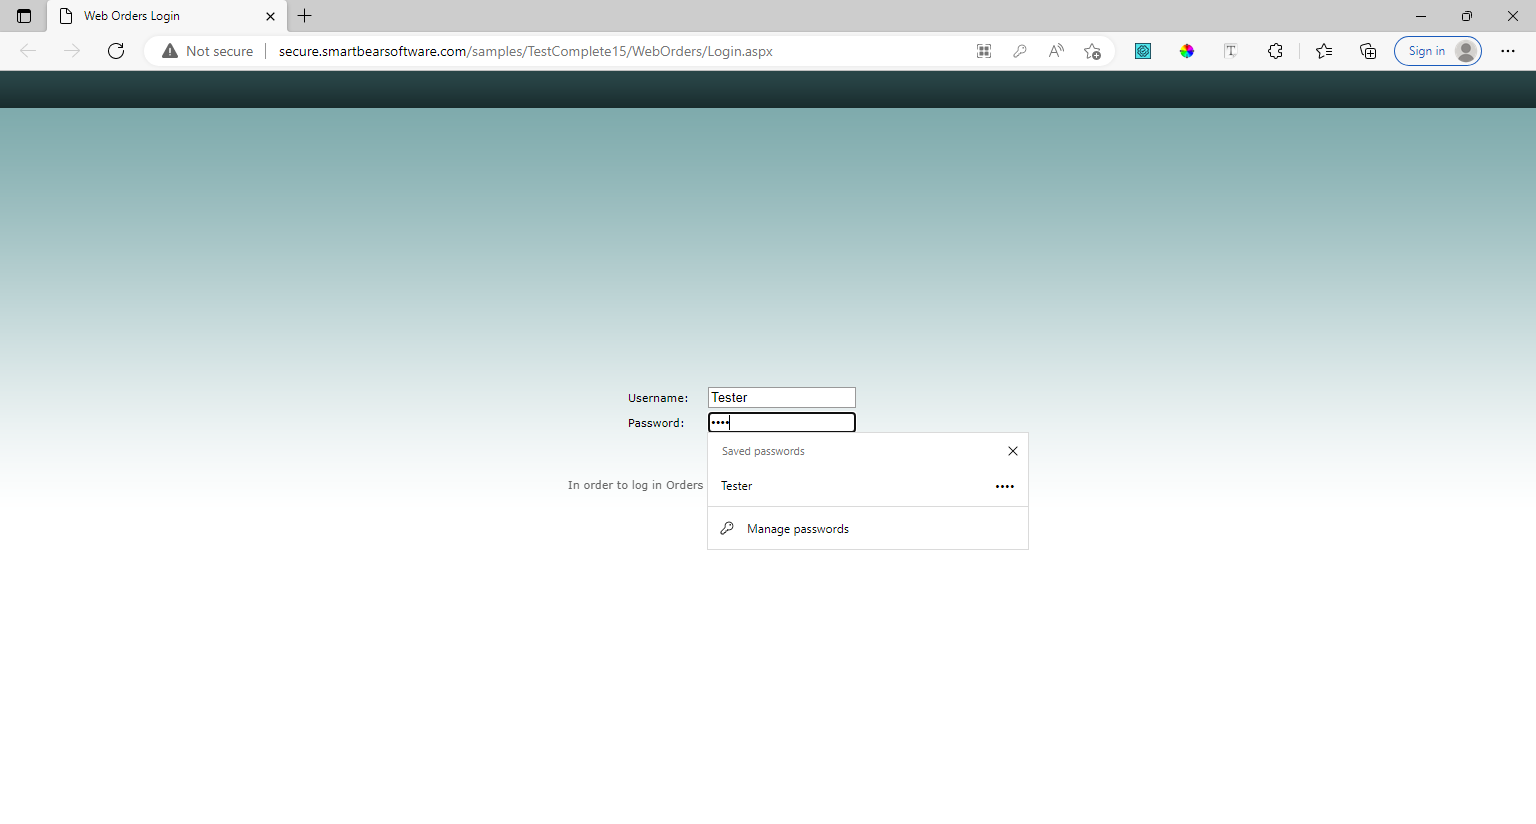 Web Orders Login
Not secure
secure.smartbearsoftware.com/samples/TestComplete15/WebOrders/Login.aspx
Sign in
Username: Tester
Password: ••••
Saved passwords
In order to log in Orders
Tester ••••
Manage passwords